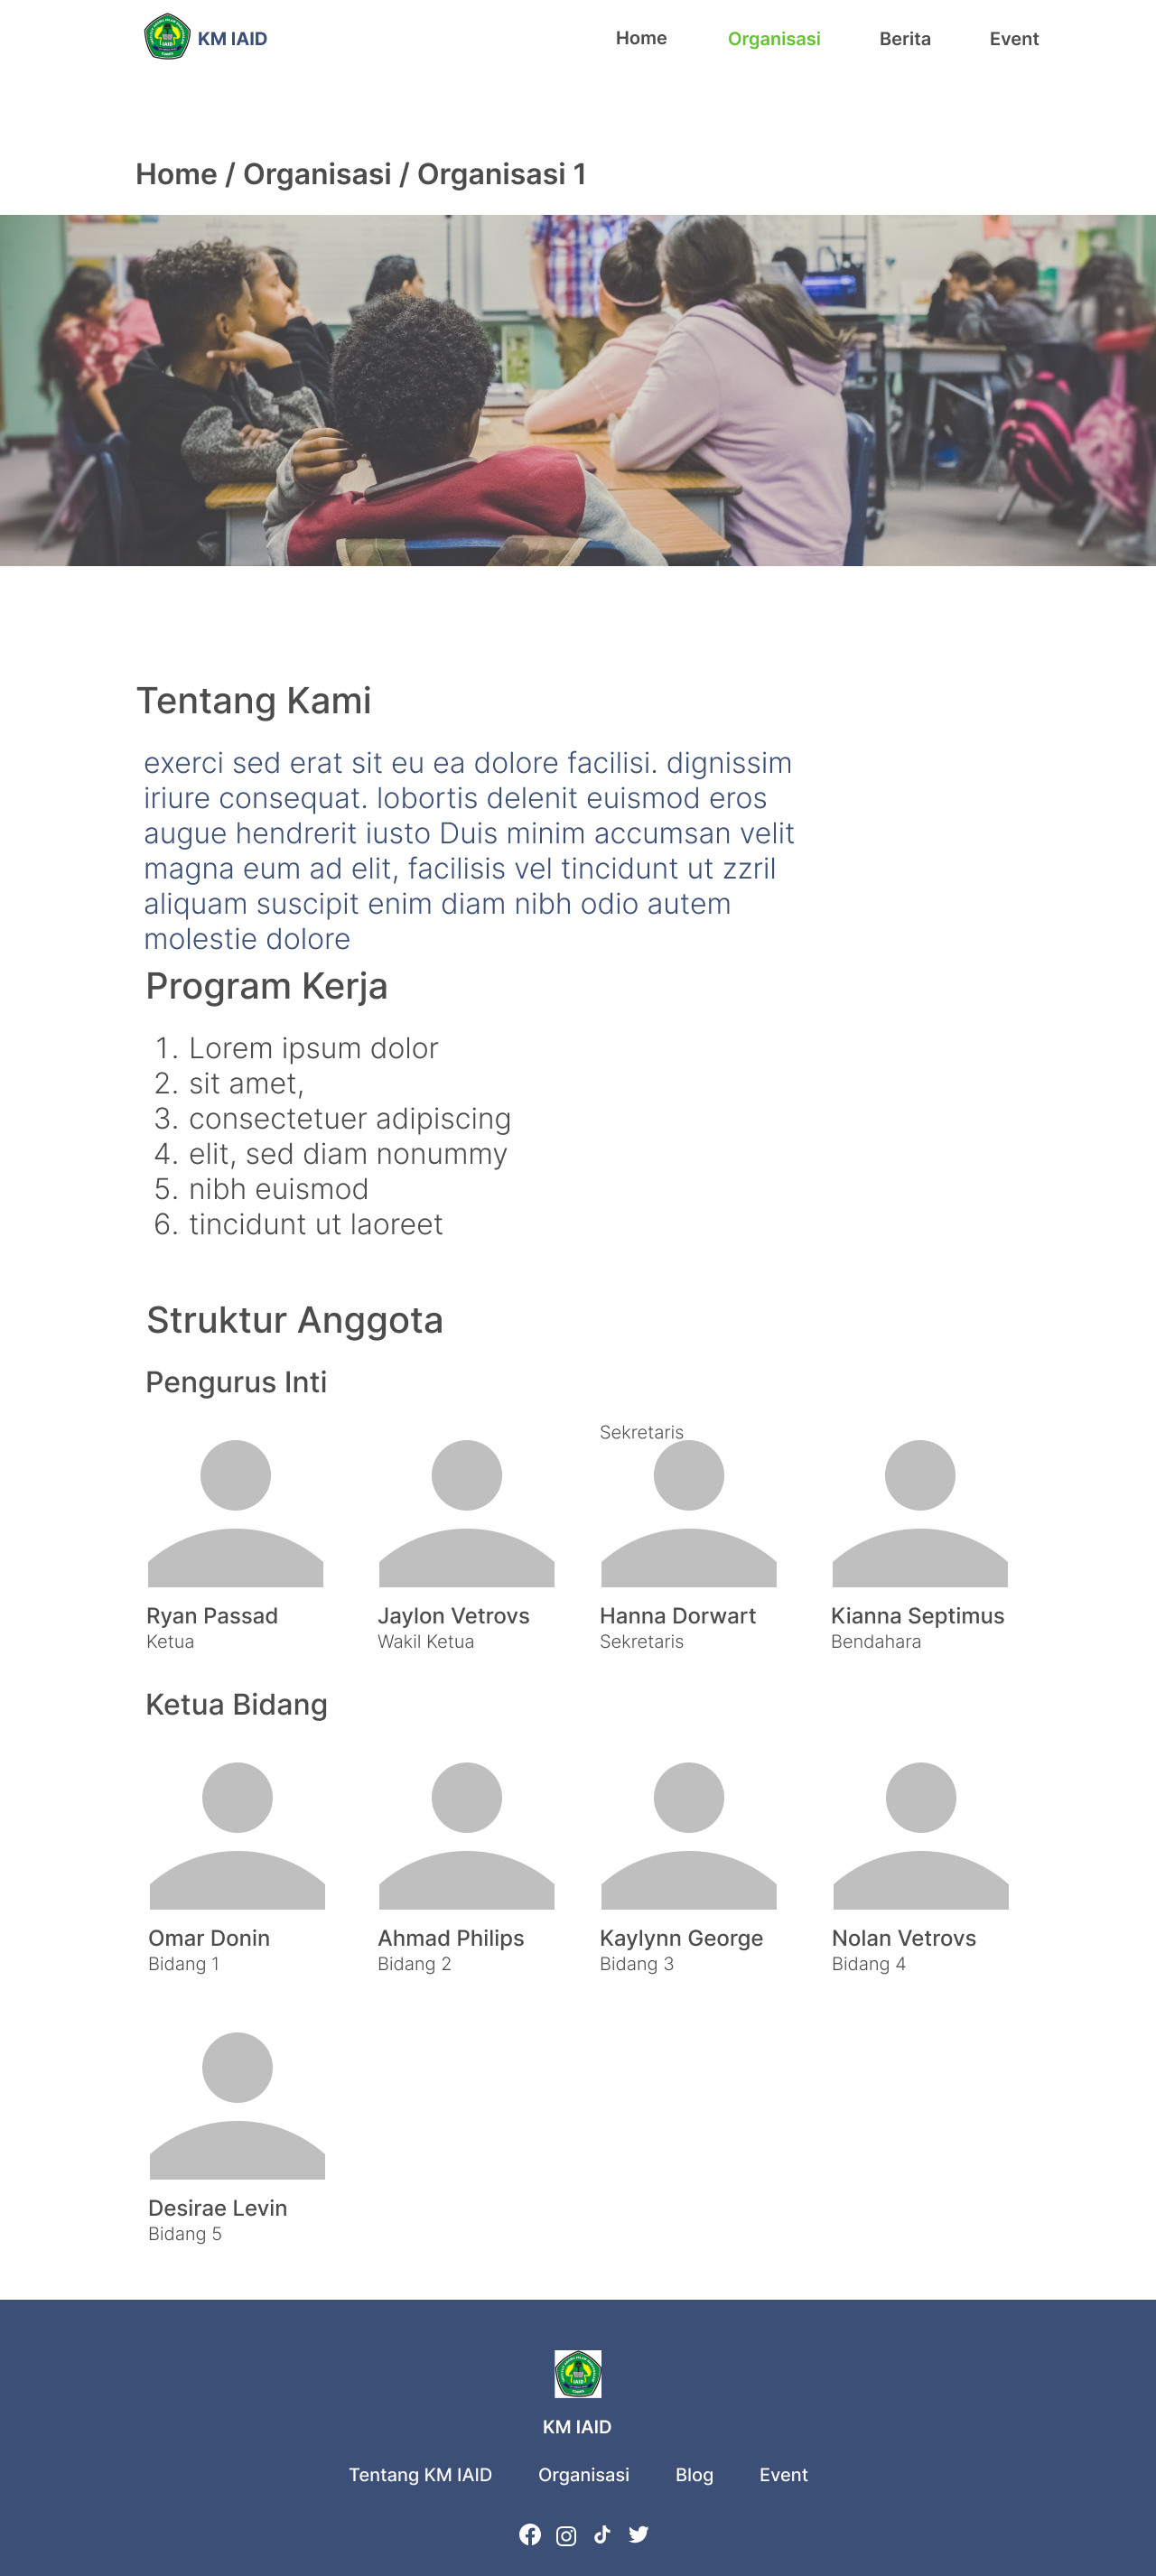 KM IAID
Home
Organisasi
Berita
Event
Home / Organisasi / Organisasi 1
Tentang Kami
exerci sed erat sit eu ea dolore facilisi. dignissim
iriure consequat. lobortis delenit euismod eros
augue hendrerit iusto Duis minim accumsan velit
magna eum ad elit, facilisis vel tincidunt ut zzril
aliquam suscipit enim diam nibh odio autem
molestie dolore
Program Kerja
1. Lorem ipsum dolor
2. sit amet,
3. consectetuer adipiscing
4. elit, sed diam nonummy
5. nibh euismod
6. tincidunt ut laoreet
Struktur Anggota
Pengurus Inti
Sekretaris
Ryan Passad
Ketua
Jaylon Vetrovs
Wakil Ketua
Hanna Dorwart
Sekretaris
Kianna Septimus
Bendahara
Ketua Bidang
Omar Donin
Bidang 1
Ahmad Philips
Bidang 2
Kaylynn George
Bidang 3
Nolan Vetrovs
Bidang 4
Desirae Levin
Bidang 5
IAID
KM IAID
Tentang KM IAID
Organisasi
Blog
Event